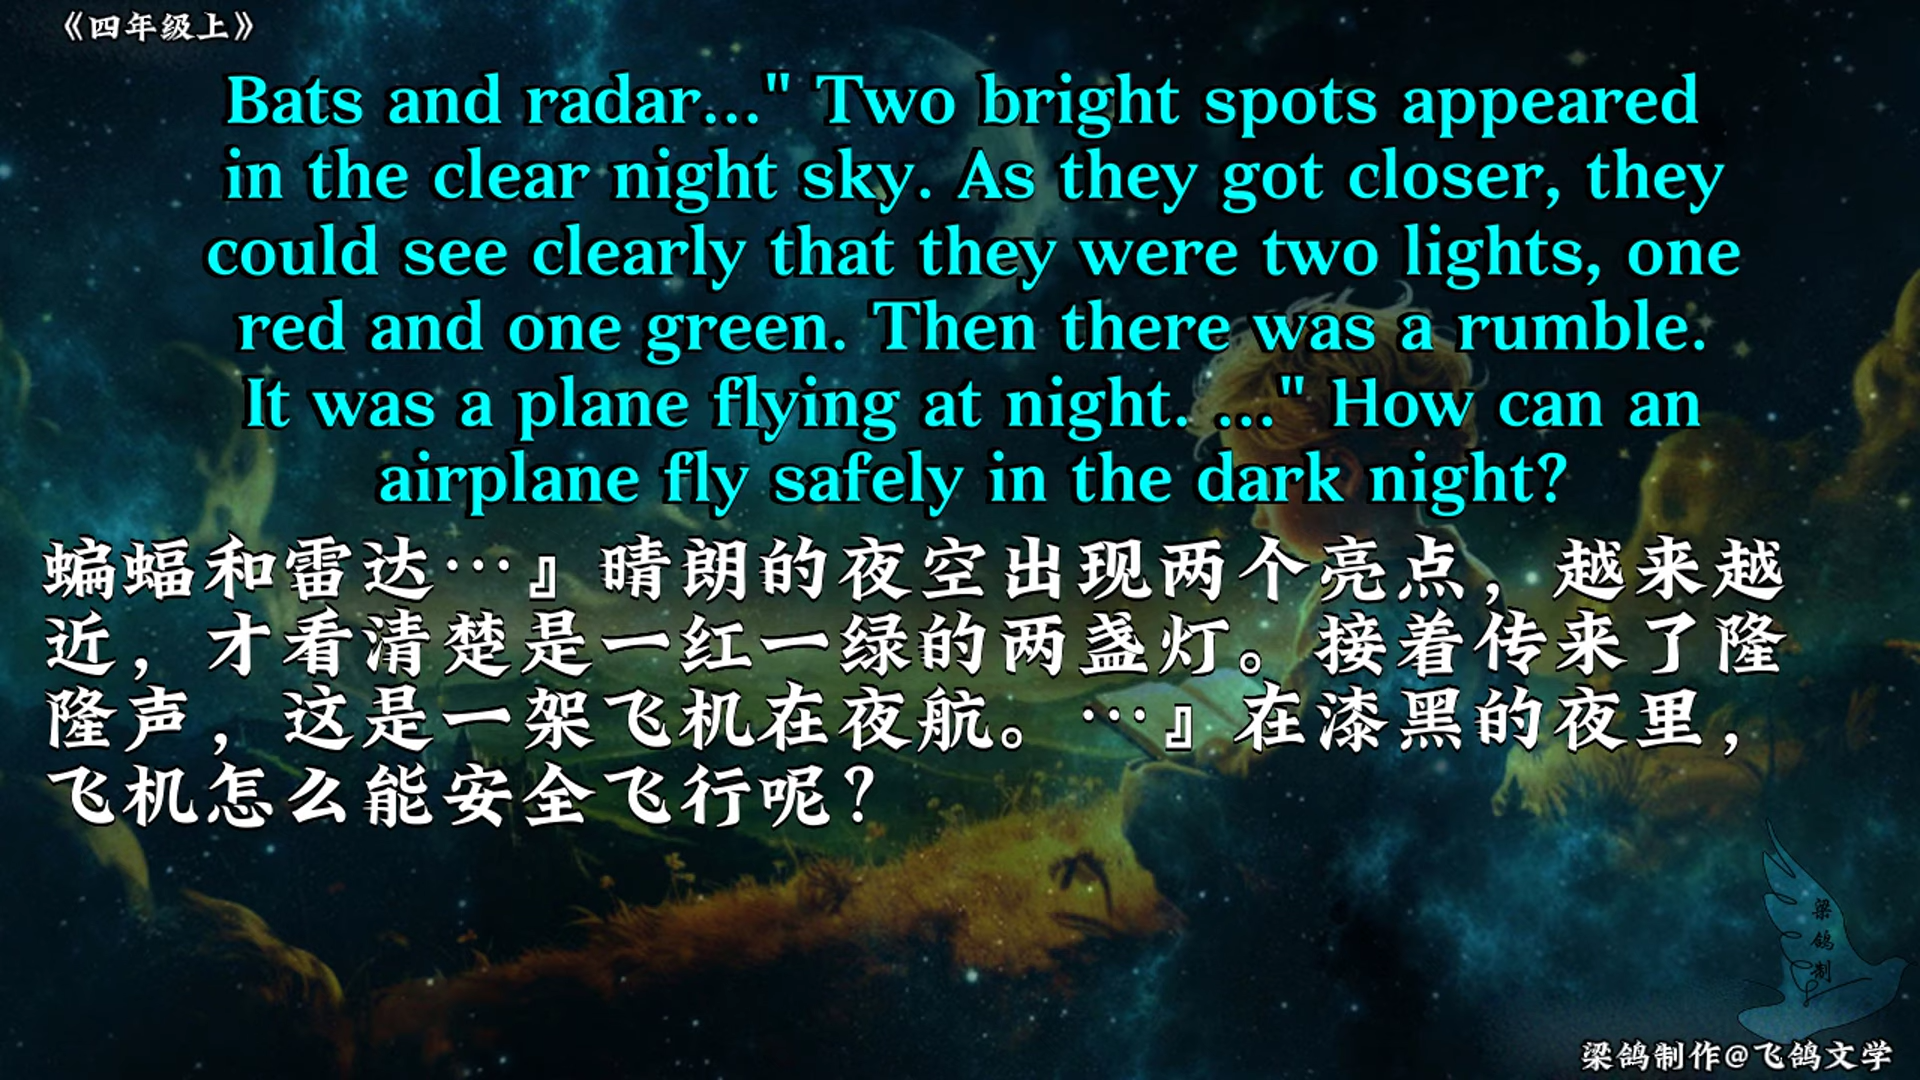 《四年级上》
Bats and radar..." Two bright spots appeared
in the clear night sky. As they got closer, they
could see clearly that they were two lights, one
red and one green. Then there was a rumble.
It was a plane flying at night. ..." How can an
airplane fly safely in the dark night?
蝙蝠和雷达…』晴朗的夜空出现两个亮点，越来越
近，才看清楚是一红一绿的两盏灯。接着传来了隆
隆声，这是一架飞机在夜航。…』在漆黑的夜里，
飞机怎么能安全飞行呢？
梁
鸽
制
梁鸽制作@飞鸽文学